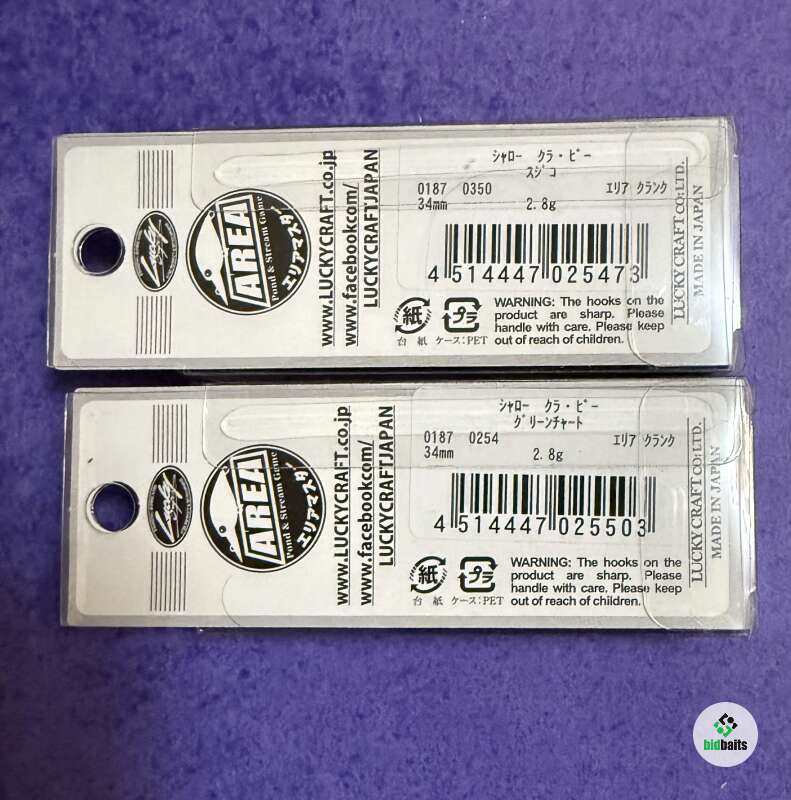 シャロー クラ・ピー
スジコ
0187 0350 エリア クランク
34mm 2.8g
4 514447 025473
WARNING: The hooks on the
product are sharp. Please
handle with care. Please keep
out of reach of children.
紙 プラ
台紙 ケース:PET
AREA
Pond & Stream Game
エリアマスター
www.LUCKYCRAFT.co.jp
www.facebook.com/
LUCKYCRAFTJAPAN
LUCKY CRAFT CO:LTD.
MADE IN JAPAN
シャロー クラ・ピー
グリーンチャート
0187 0254 エリア クランク
34mm 2.8g
4 514447 025503
WARNING: The hooks on the
product are sharp. Please
handle with care. Please keep
out of reach of children.
紙 プラ
台紙 ケース:PET
AREA
Pond & Stream Game
エリアマスター
www.LUCKYCRAFT.co.jp
www.facebook.com/
LUCKYCRAFTJAPAN
LUCKY CRAFT CO:LTD.
MADE IN JAPAN
bidbaits